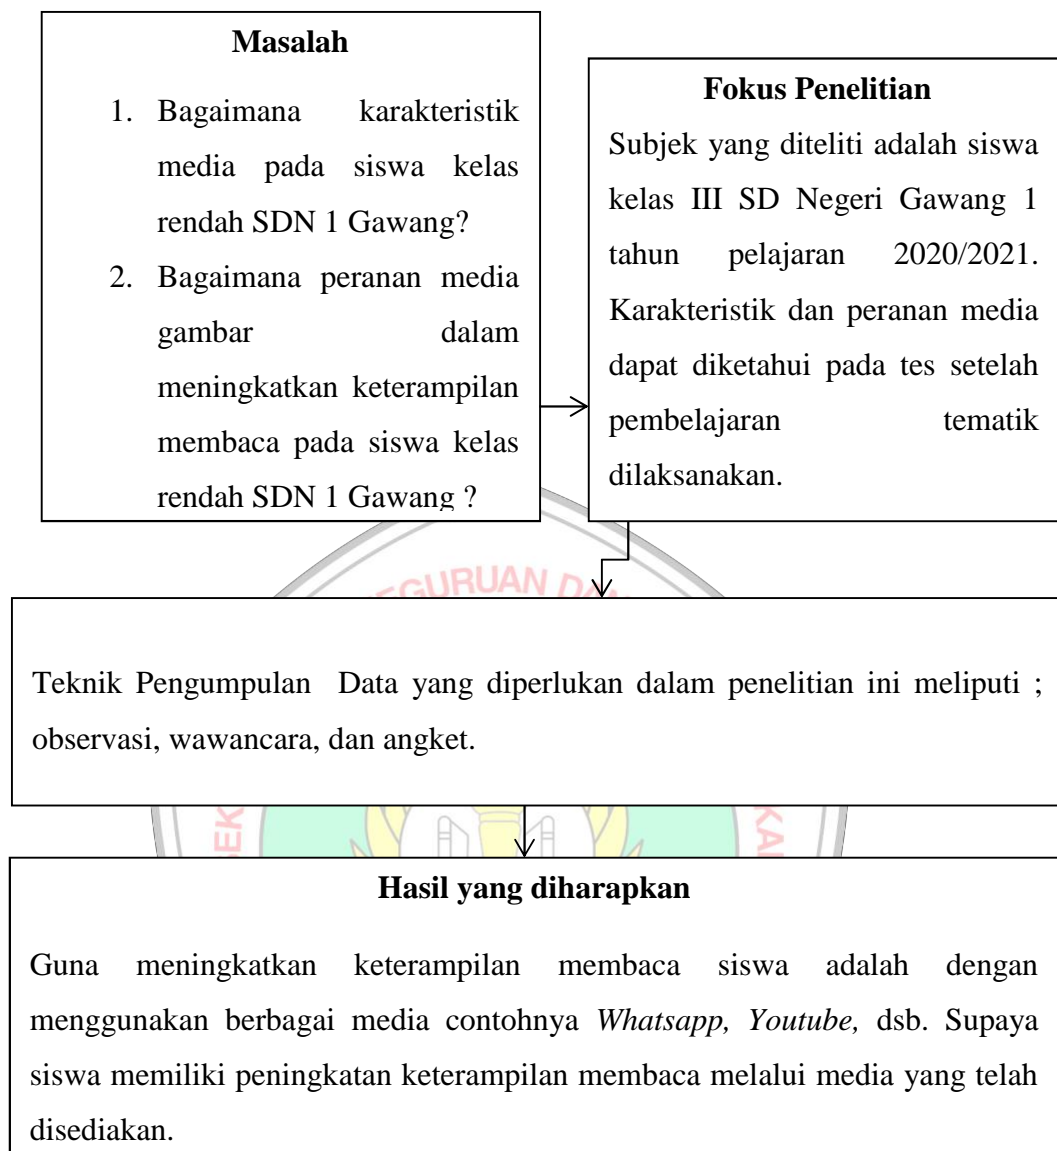 Masalah
1. Bagaimana karakteristik
media pada siswa kelas
rendah SDN 1 Gawang?
2. Bagaimana peranan media
gambar dalam
meningkatkan keterampilan
membaca pada siswa kelas
rendah SDN 1 Gawang ?
Fokus Penelitian
Subjek yang diteliti adalah siswa
kelas III SD Negeri Gawang 1
tahun pelajaran 2020/2021.
Karakteristik dan peranan media
dapat diketahui pada tes setelah
pembelajaran tematik
dilaksanakan.
Teknik Pengumpulan Data yang diperlukan dalam penelitian ini meliputi ;
observasi, wawancara, dan angket.
Hasil yang diharapkan
Guna meningkatkan keterampilan membaca siswa adalah dengan
menggunakan berbagai media contohnya Whatsapp, Youtube, dsb. Supaya
siswa memiliki peningkatan keterampilan membaca melalui media yang telah
disediakan.